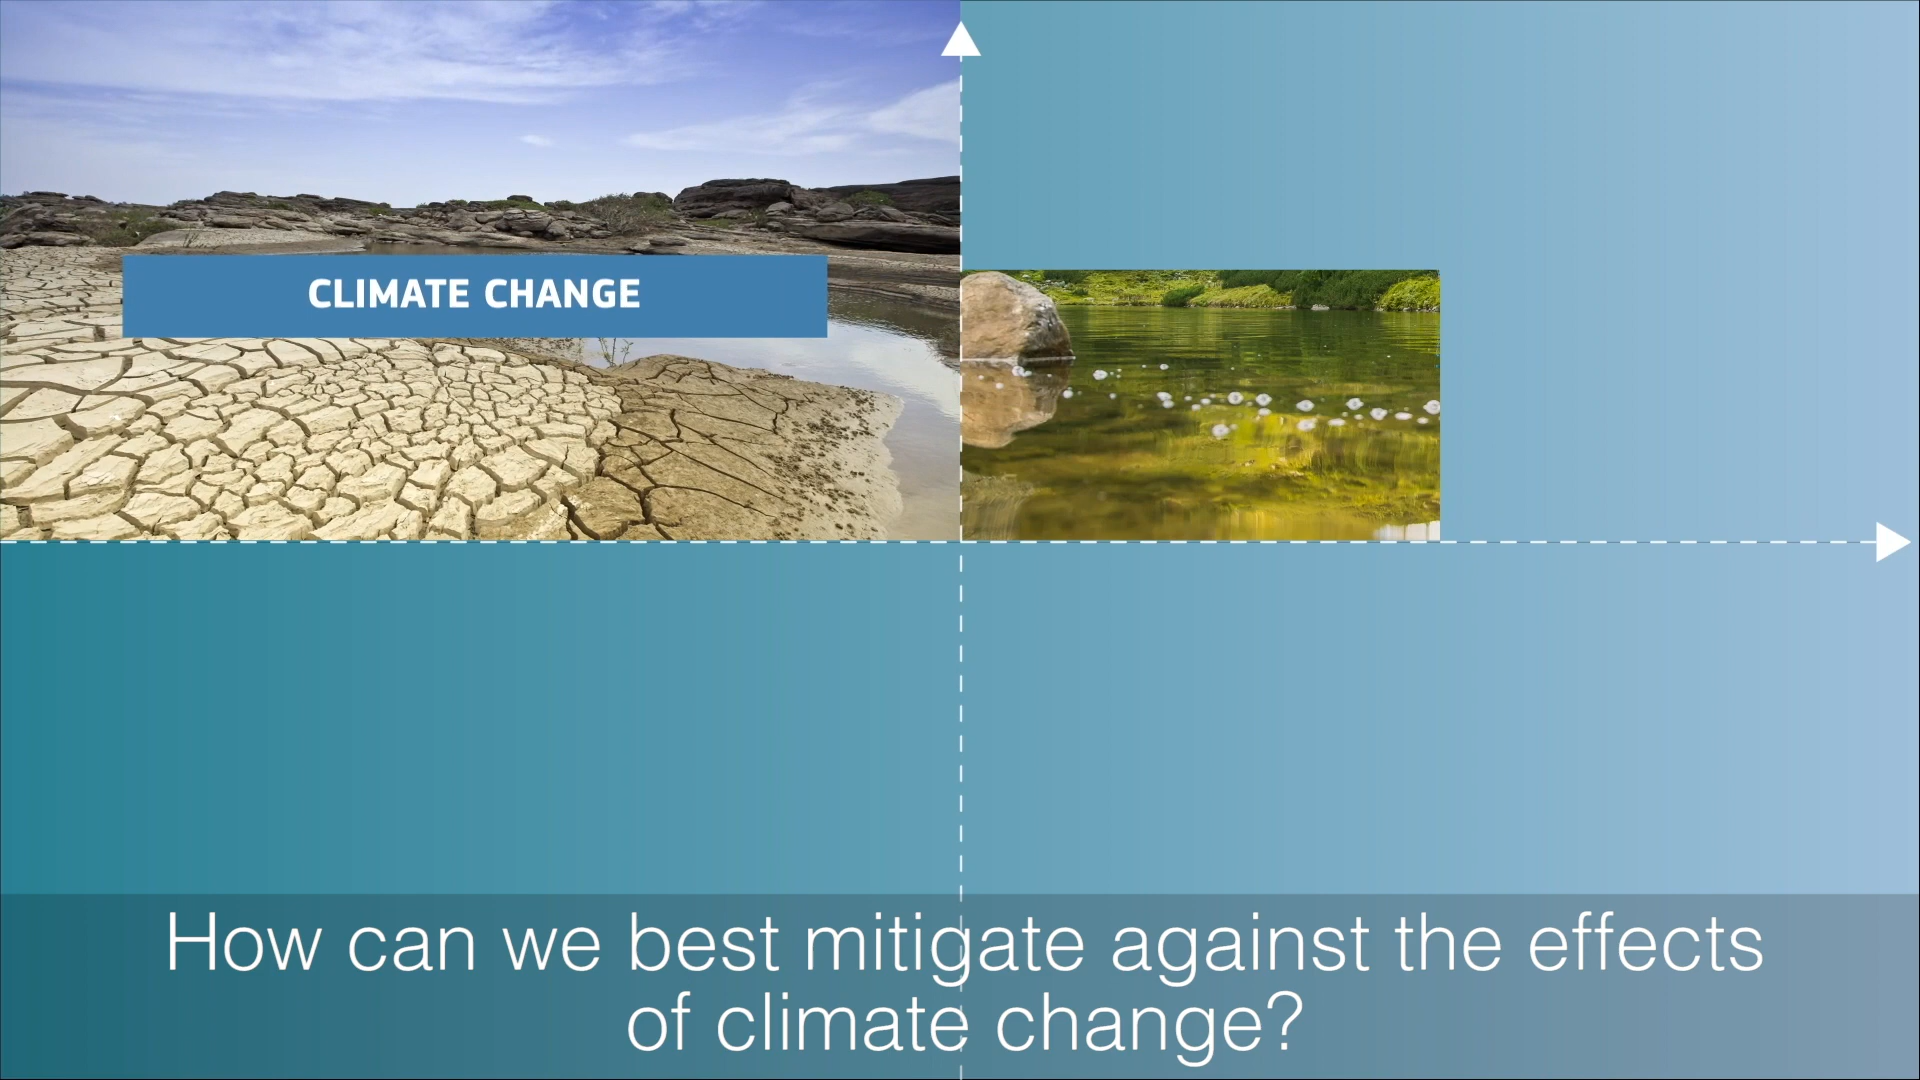 CLIMATE CHANGE
How can we best mitigate against the effects
of climate change?